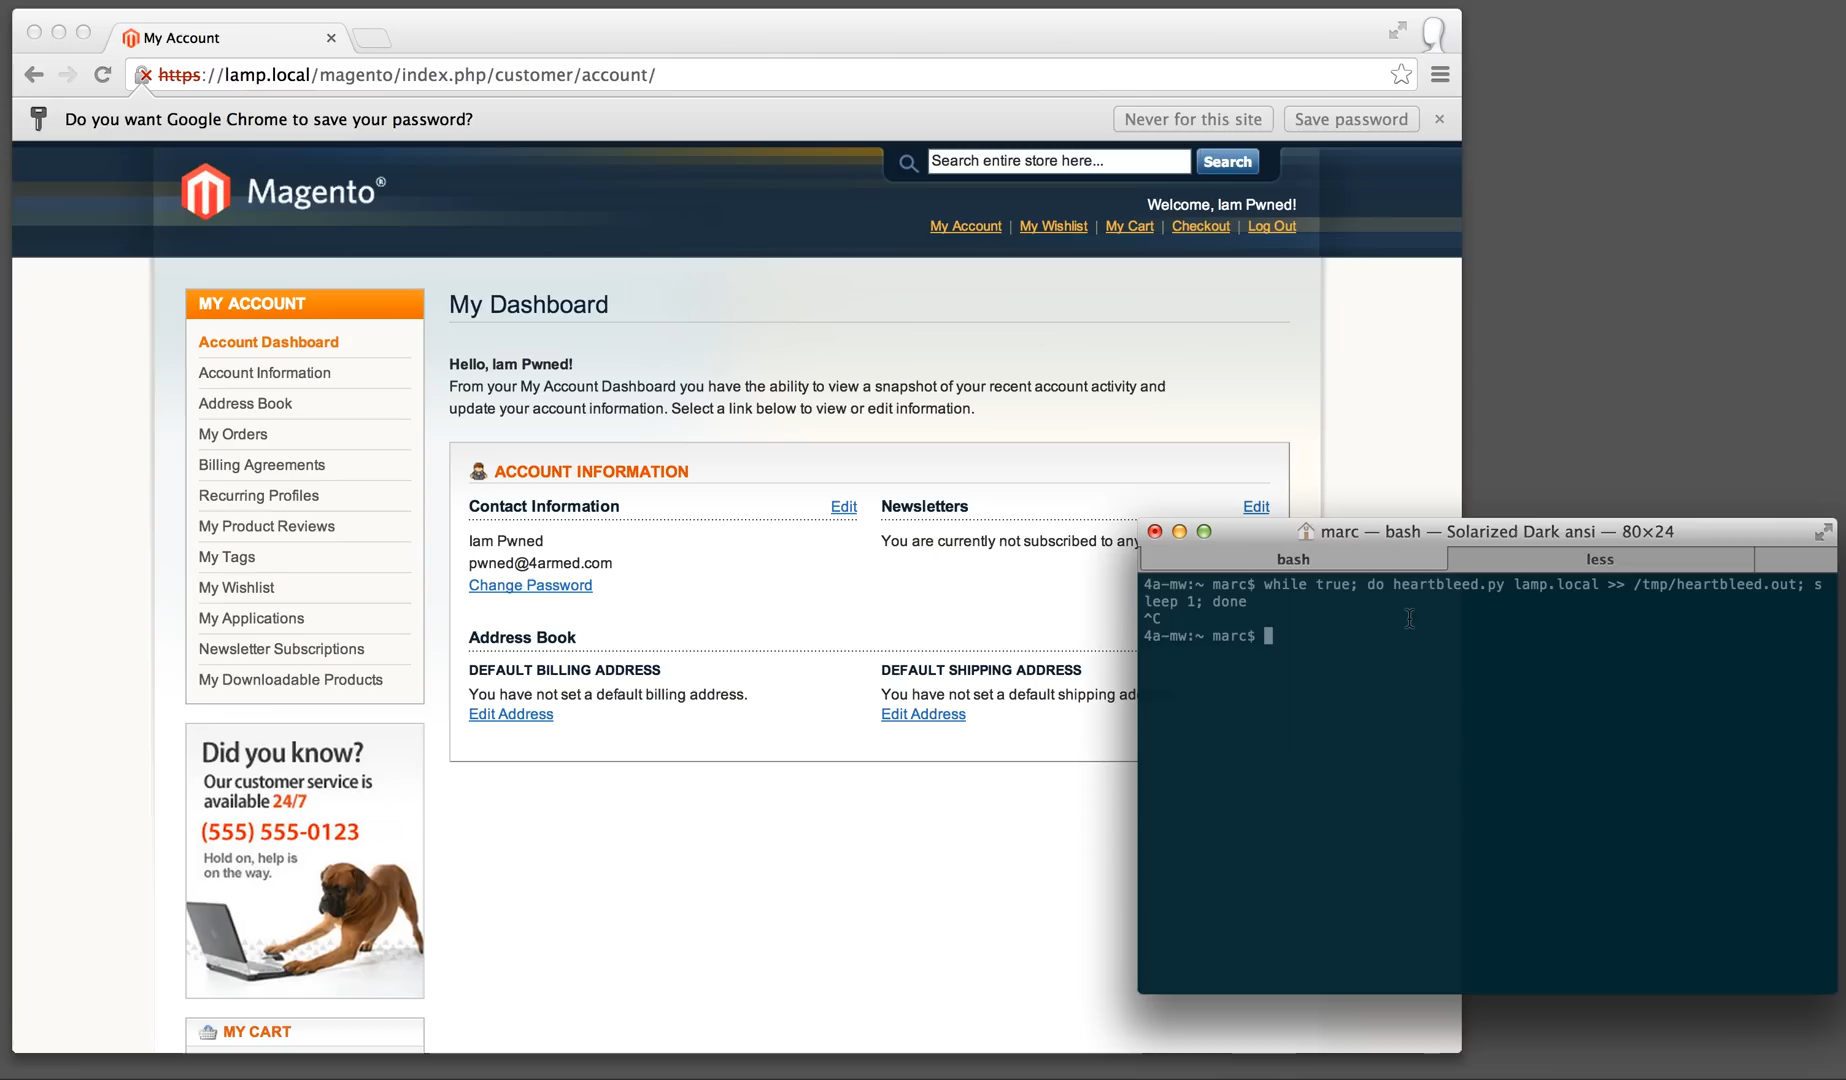 My Account
https://lamp.local/magento/index.php/customer/account/
Do you want Google Chrome to save your password?
Never for this site
Save password
Magento®
Search entire store here...
Search
Welcome, Iam Pwned!
My Account | My Wishlist | My Cart | Checkout | Log Out
MY ACCOUNT
Account Dashboard
Account Information
Address Book
My Orders
Billing Agreements
Recurring Profiles
My Product Reviews
My Tags
My Wishlist
My Applications
Newsletter Subscriptions
My Downloadable Products
Did you know?
Our customer service is
available 24/7
(555) 555-0123
Hold on, help is
on the way.
MY CART
My Dashboard
Hello, Iam Pwned!
From your My Account Dashboard you have the ability to view a snapshot of your recent account activity and
update your account information. Select a link below to view or edit information.
ACCOUNT INFORMATION
Contact Information
Edit
Iam Pwned
pwned@4armed.com
Change Password
Newsletters
Edit
You are currently not subscribed to any
Address Book
DEFAULT BILLING ADDRESS
You have not set a default billing address.
Edit Address
DEFAULT SHIPPING ADDRESS
You have not set a default shipping
Edit Address
marc — bash — Solarized Dark ansi — 80×24
bash
less
4a-mw:~ marc$ while true; do heartbleed.py lamp.local >> /tmp/heartbleed.out; s
leep 1; done
^C
4a-mw:~ marc$